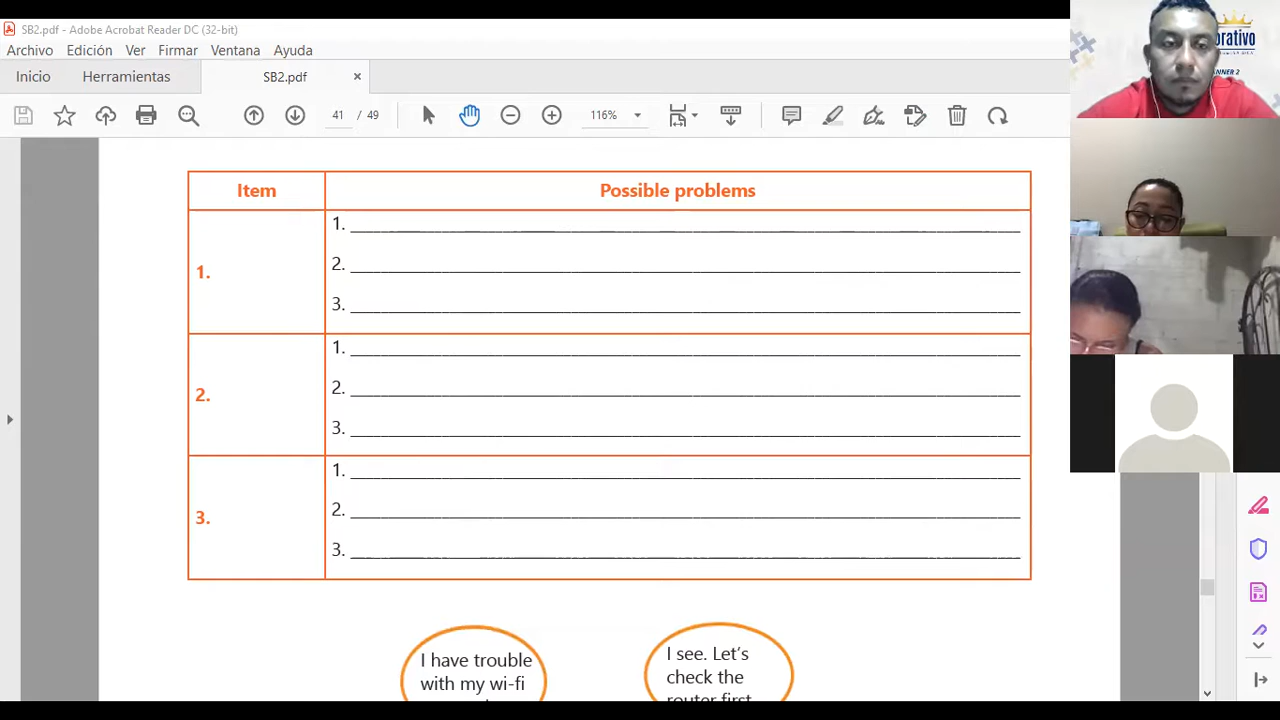 SB2.pdf - Adobe Acrobat Reader DC (32-bit)
Archivo Edición Ver Firmar Ventana Ayuda
Inicio Herramientas SB2.pdf ×
41 / 49 116%
Item Possible problems
1.
1.
2.
3.
2.
1.
2.
3.
3.
1.
2.
3.
I have trouble
with my wi-fi
I see. Let's
check the
router first